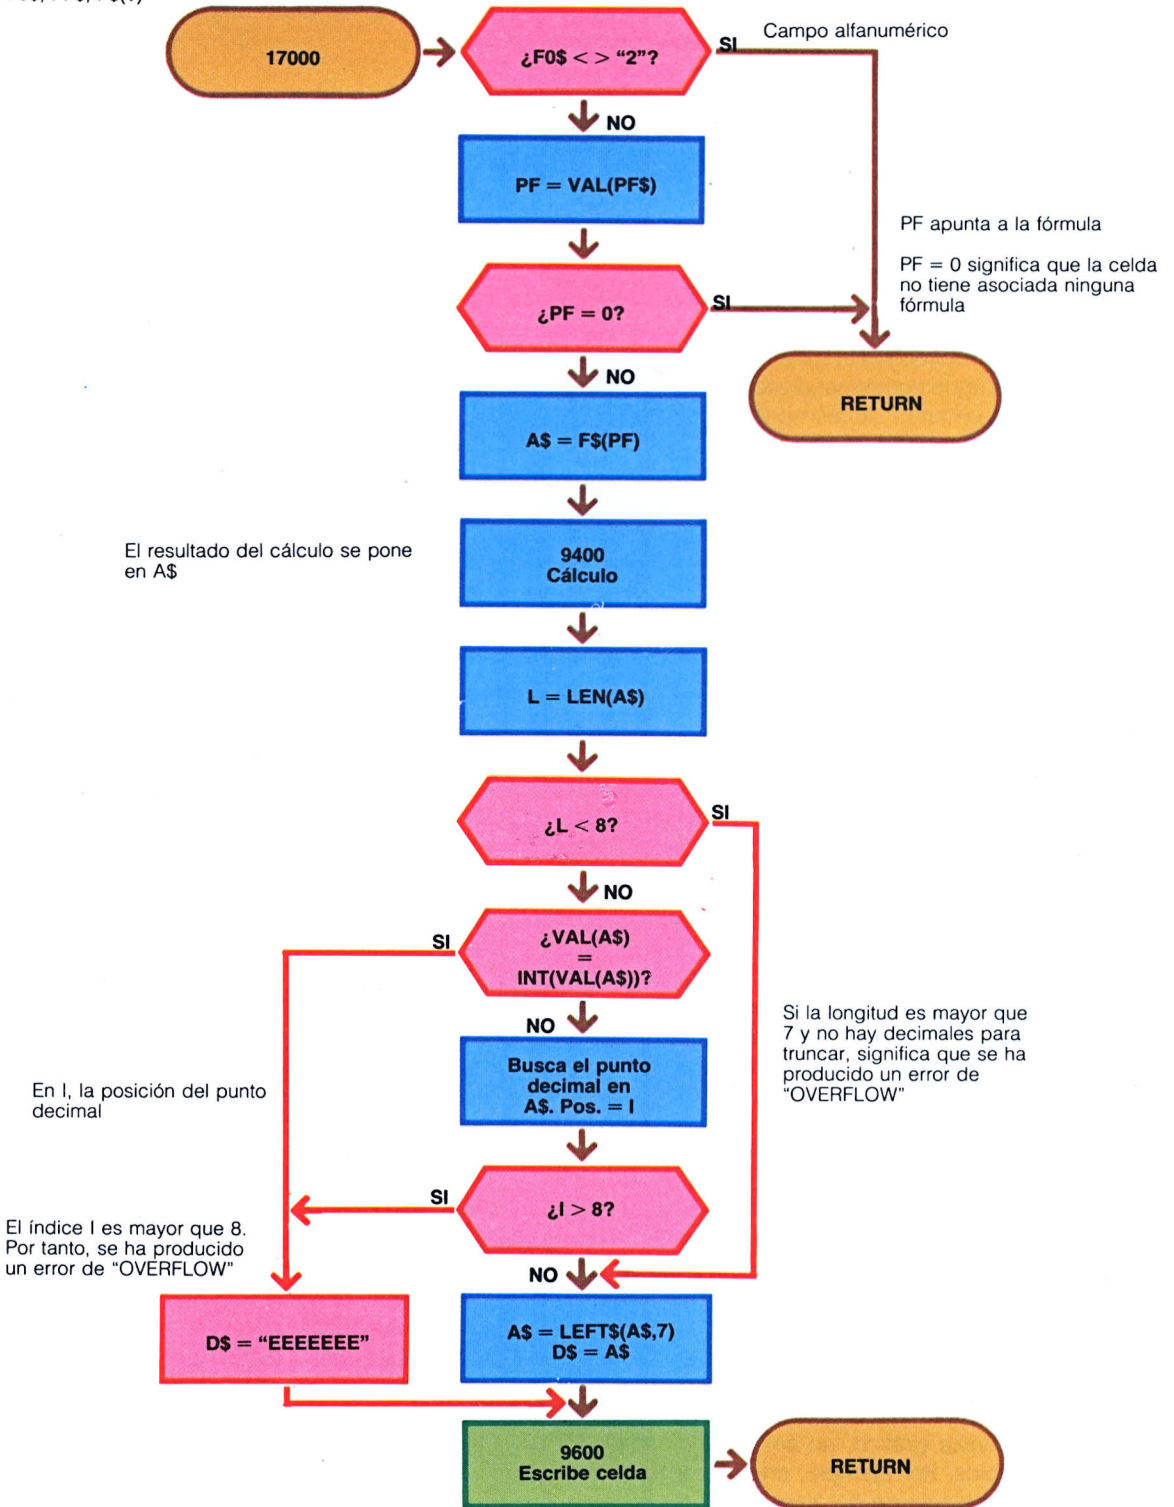 Campo alfanumérico
17000
¿F0$ < > “2”?
SI
NO
PF = VAL(PF$)
PF apunta a la fórmula
PF = 0 significa que la celda
no tiene asociada ninguna
fórmula
¿PF = 0?
SI
NO
RETURN
A$ = F$(PF)
El resultado del cálculo se pone
en A$
9400
Cálculo
L = LEN(A$)
¿L < 8?
SI
NO
¿VAL(A$)
=
INT(VAL(A$))?
SI
NO
Si la longitud es mayor que
7 y no hay decimales para
truncar, significa que se ha
producido un error de
"OVERFLOW"
Busca el punto
decimal en
A$. Pos. = I
En I, la posición del punto
decimal
¿I > 8?
SI
NO
El índice I es mayor que 8.
Por tanto, se ha producido
un error de "OVERFLOW"
D$ = “EEEEEEE”
A$ = LEFT$(A$,7)
D$ = A$
9600
Escribe celda
RETURN